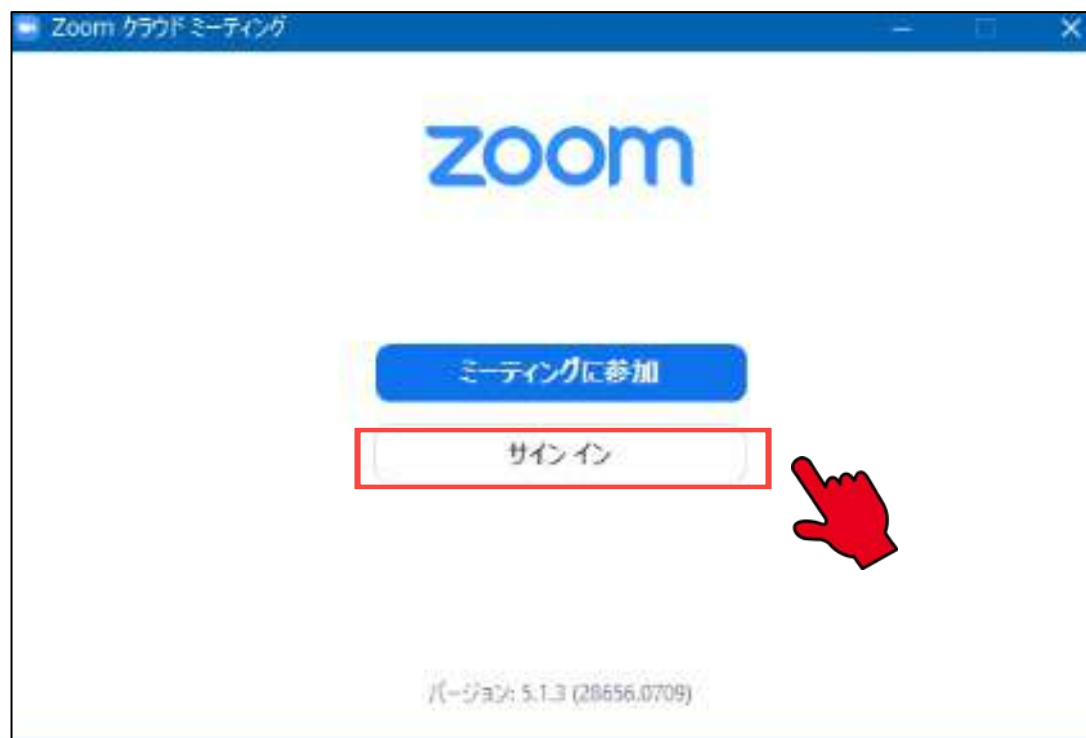 Zoom クラウド ミーティング
zoom
ミーティングに参加
サイン イン
バージョン: 5.1.3 (28656.0709)